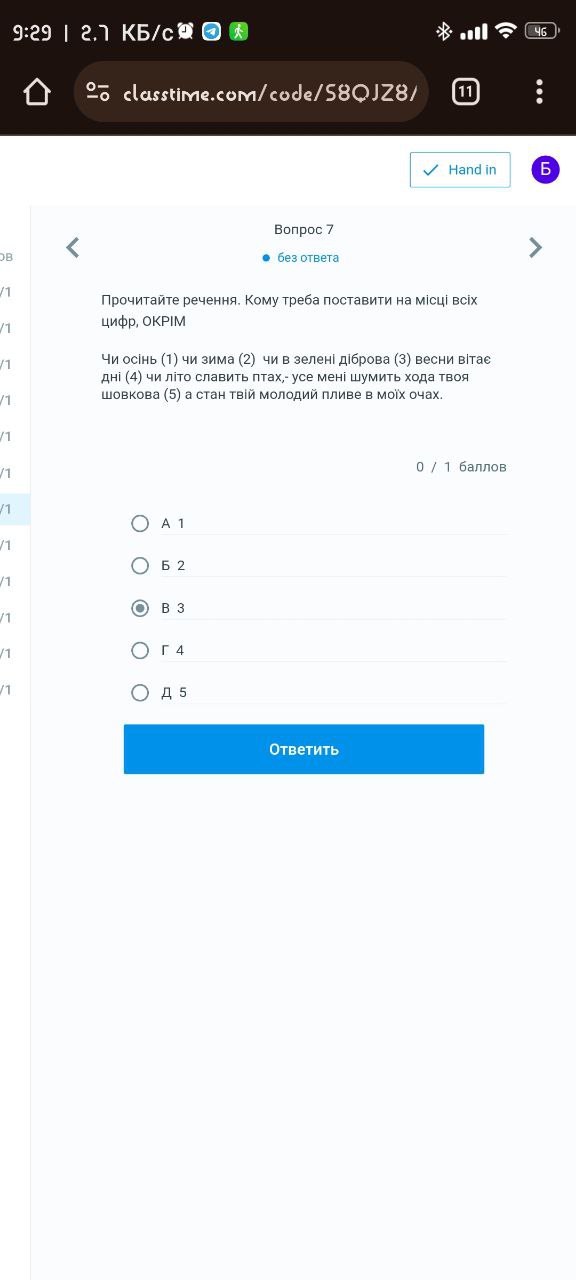 9:29 | 2.7 КБ/с
46
classtime.com/code/S8QJZ8/
11
Hand in
Б
Вопрос 7
ов
без ответа
/1
Прочитайте речення. Кому треба поставити на місці всіх
цифр, ОКРІМ
/1
Чи осінь (1) чи зима (2) чи в зелені діброва (3) весни вітає
/1
дні (4) чи літо славить птах,- усе мені шумить хода твоя
шовкова (5) а стан твій молодий пливе в моїх очах.
/1
/1
0 / 1 баллов
/1
/1
А 1
/1
Б 2
/1
В 3
/1
Г 4
/1
Д 5
/1
Ответить